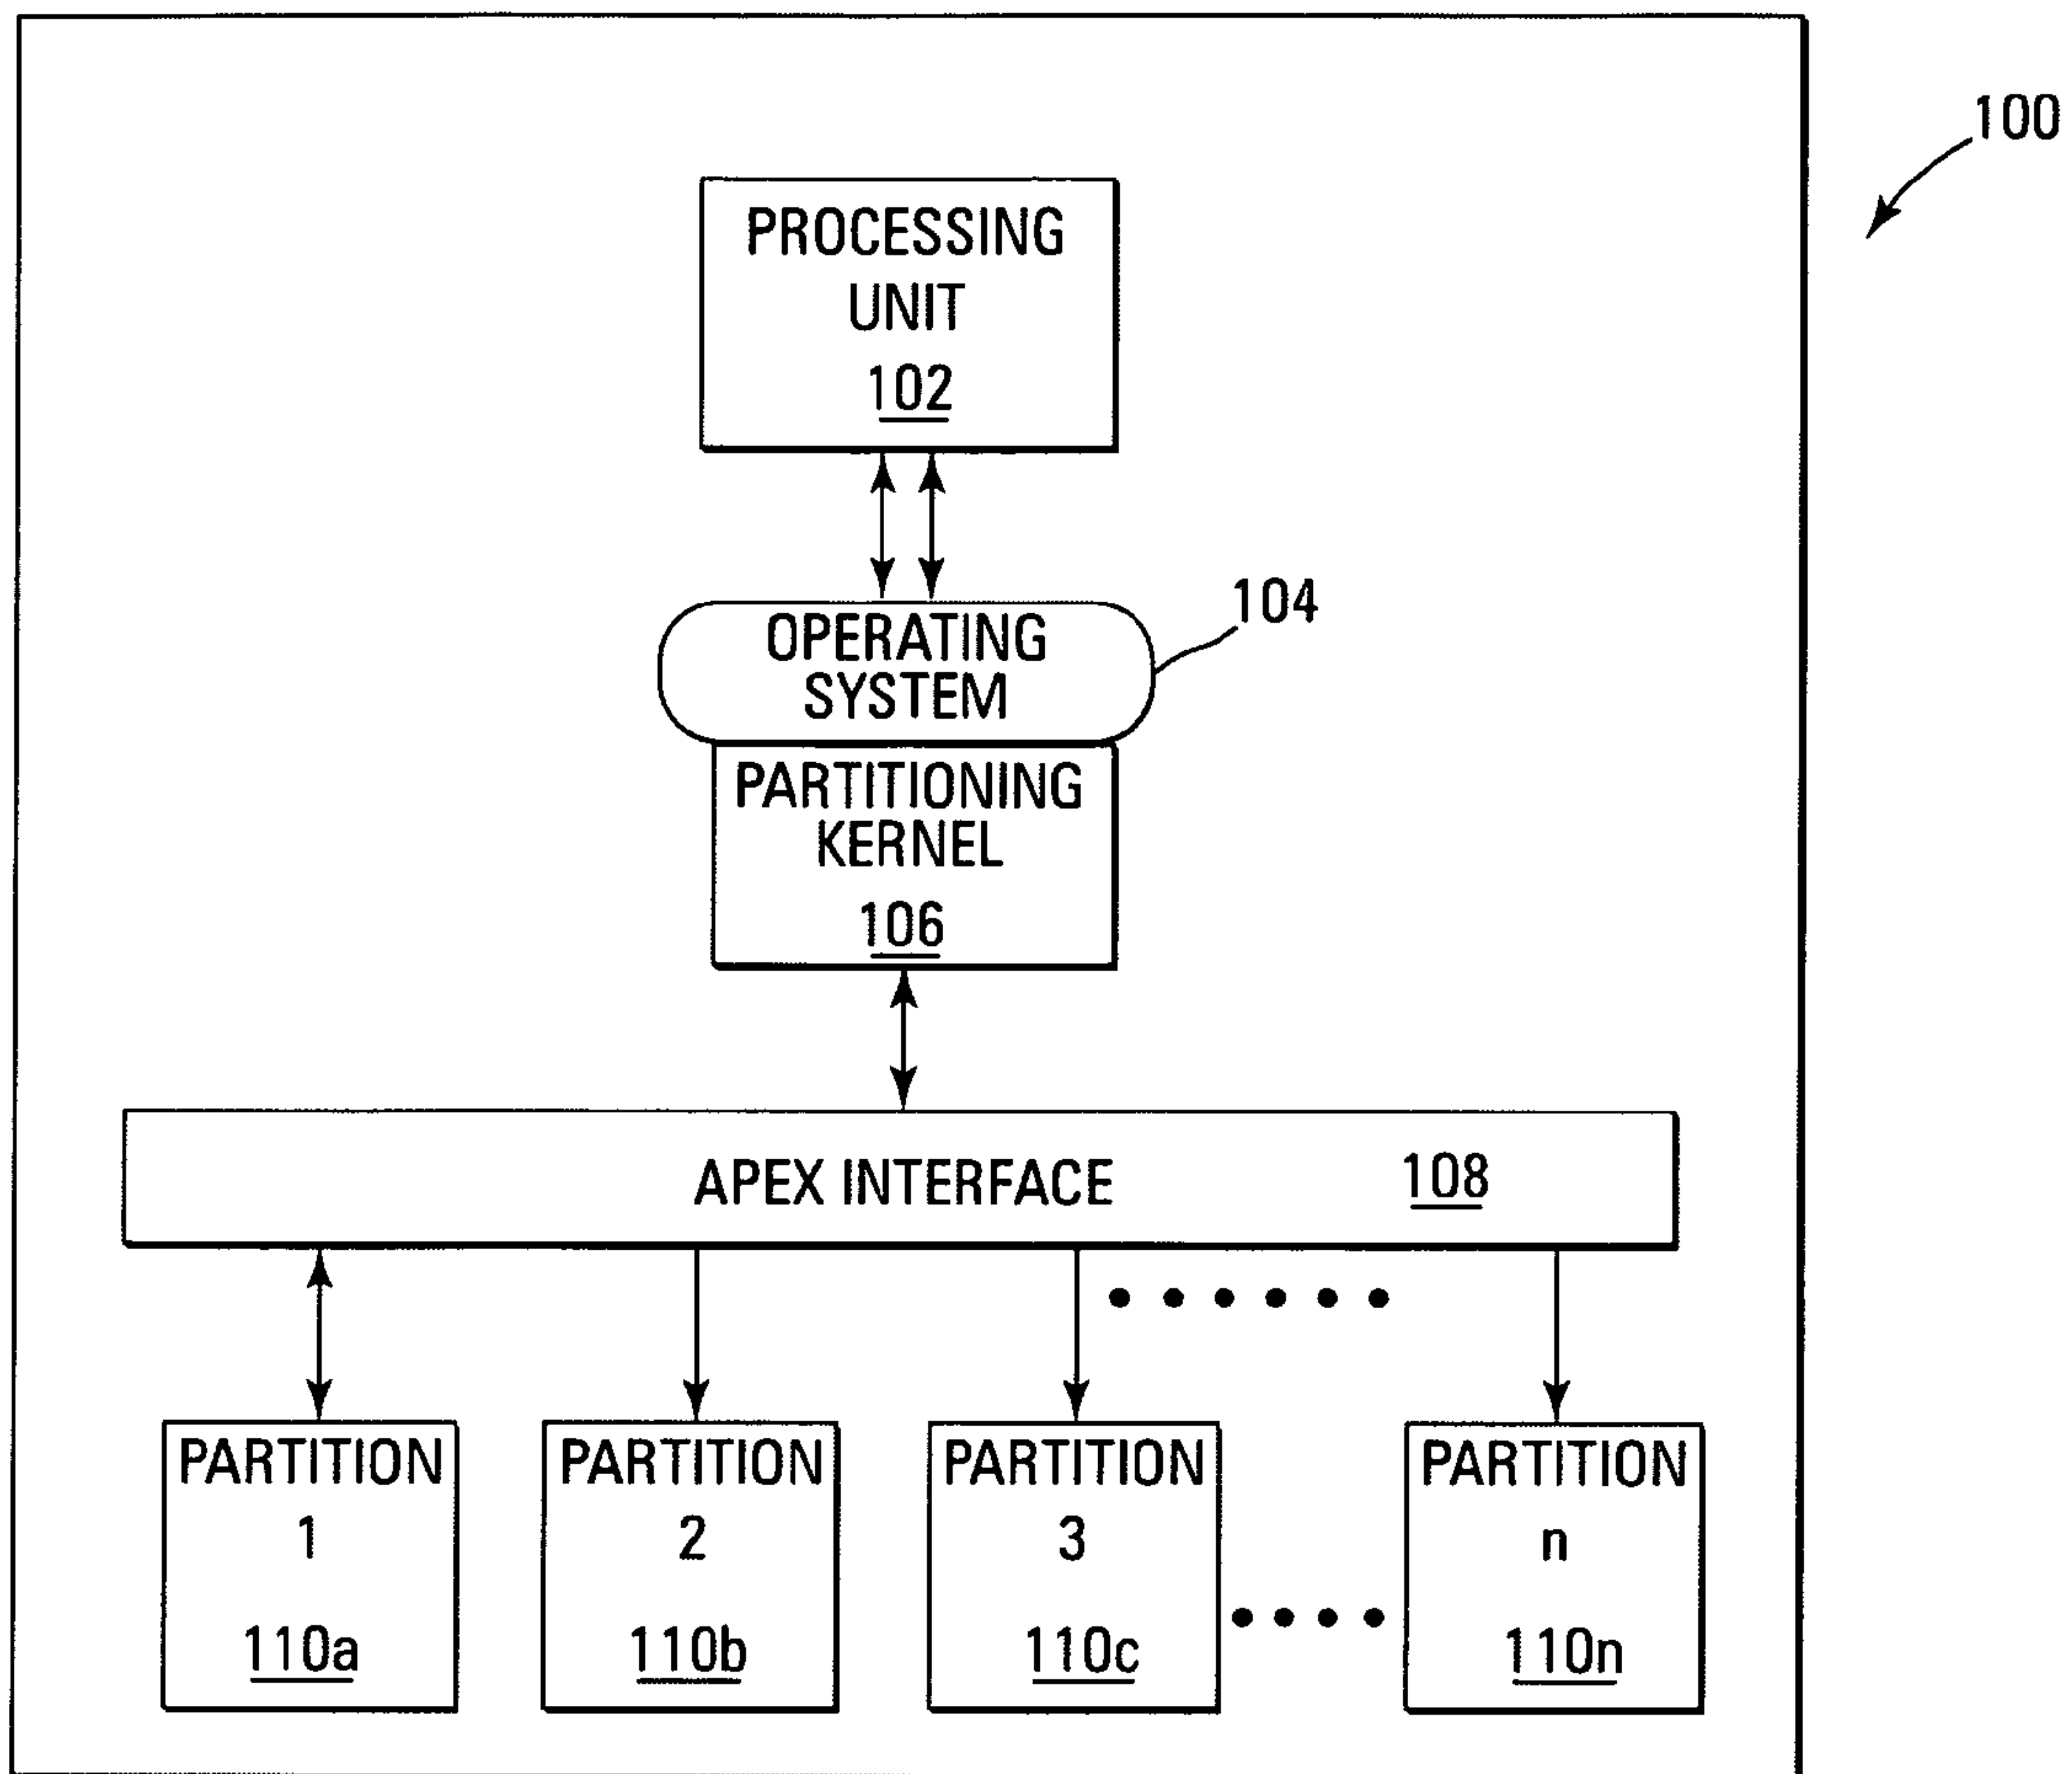 100
PROCESSING
UNIT
102
104
OPERATING
SYSTEM
PARTITIONING
KERNEL
106
APEX INTERFACE 108
PARTITION
1
110a
PARTITION
2
110b
PARTITION
3
110c
PARTITION
n
110n